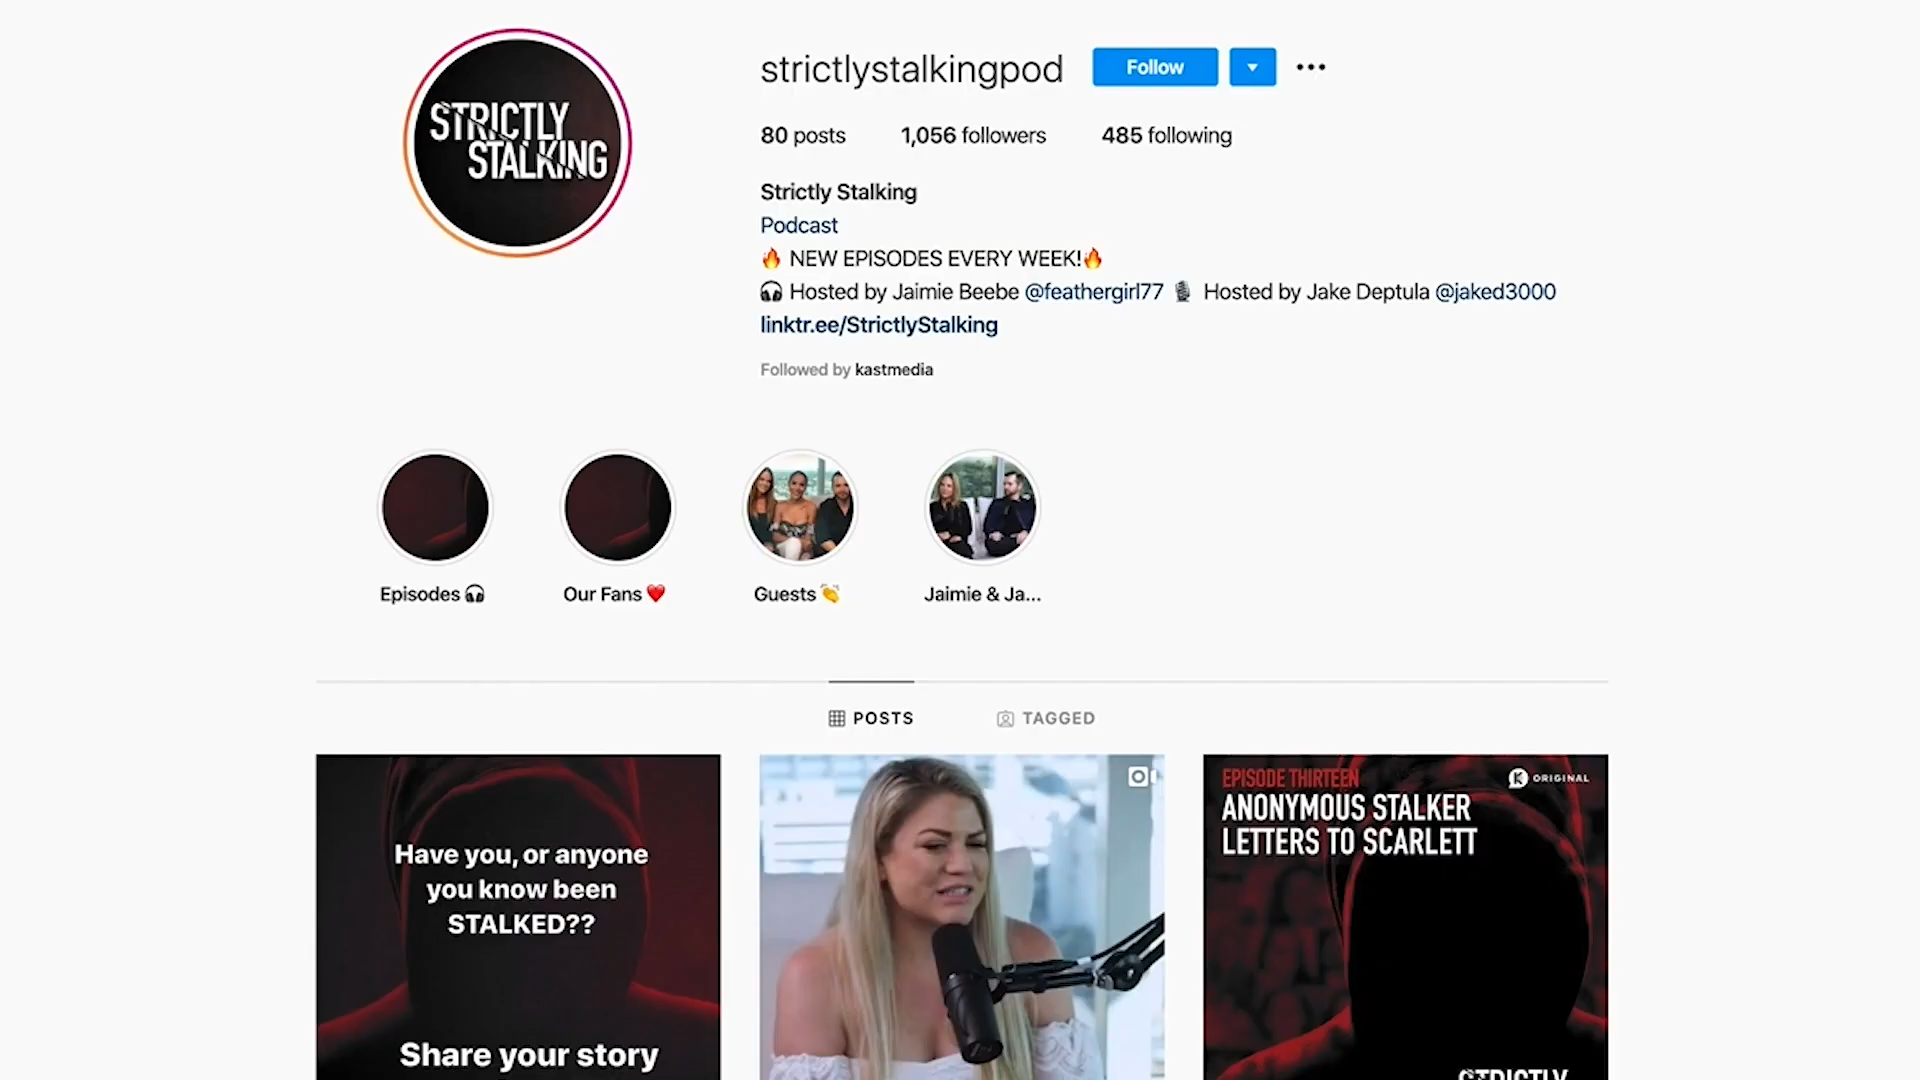 STRICTLY
STALKING
strictlystalkingpod
Follow
80 posts 1,056 followers 485 following
Strictly Stalking
Podcast
🔥 NEW EPISODES EVERY WEEK!🔥
🎧 Hosted by Jaimie Beebe @feathergirl77 🎙 Hosted by Jake Deptula @jaked3000
linktr.ee/StrictlyStalking
Followed by kastmedia
Episodes 🎧
Our Fans ❤️
Guests 👏
Jaimie & Ja...
POSTS
TAGGED
Have you, or anyone
you know been
STALKED??
Share your story
EPISODE THIRTEEN
K ORIGINAL
ANONYMOUS STALKER
LETTERS TO SCARLETT
STRICTLY